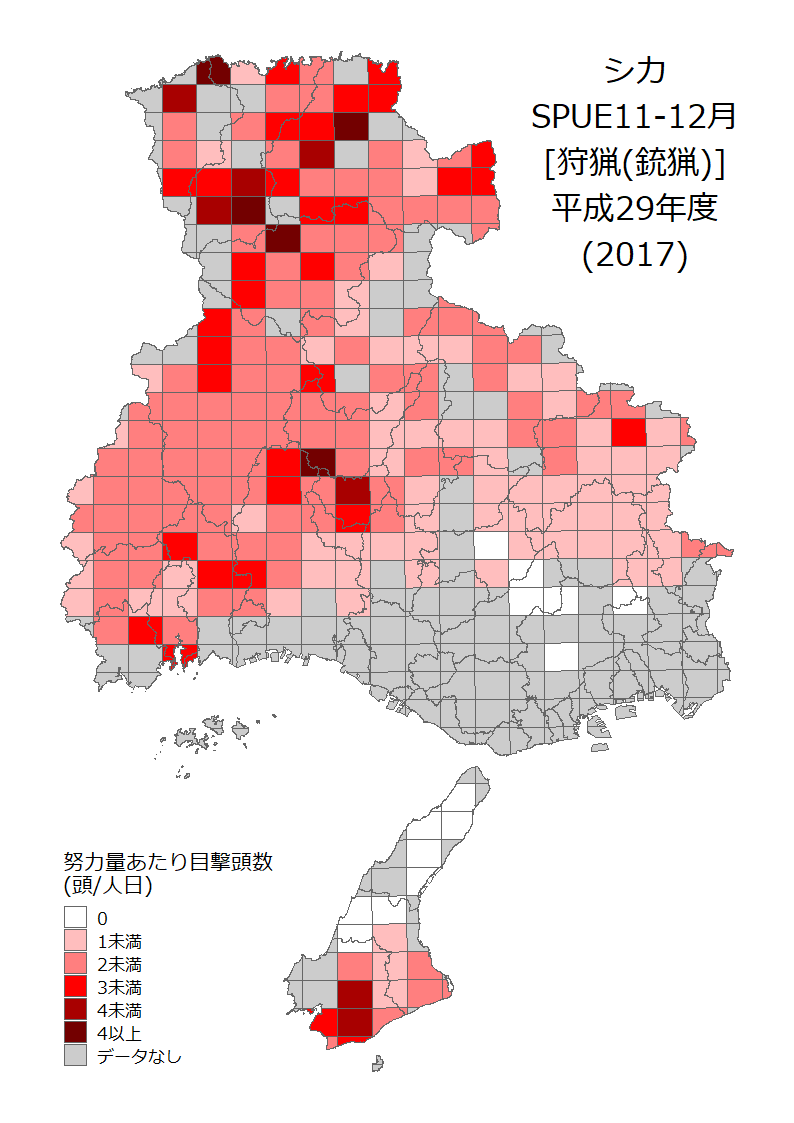 シカ
SPUE11-12月
[狩猟(銃猟)]
平成29年度
(2017)
努力量あたり目撃頭数
(頭/人日)
0
1未満
2未満
3未満
4未満
4以上
データなし